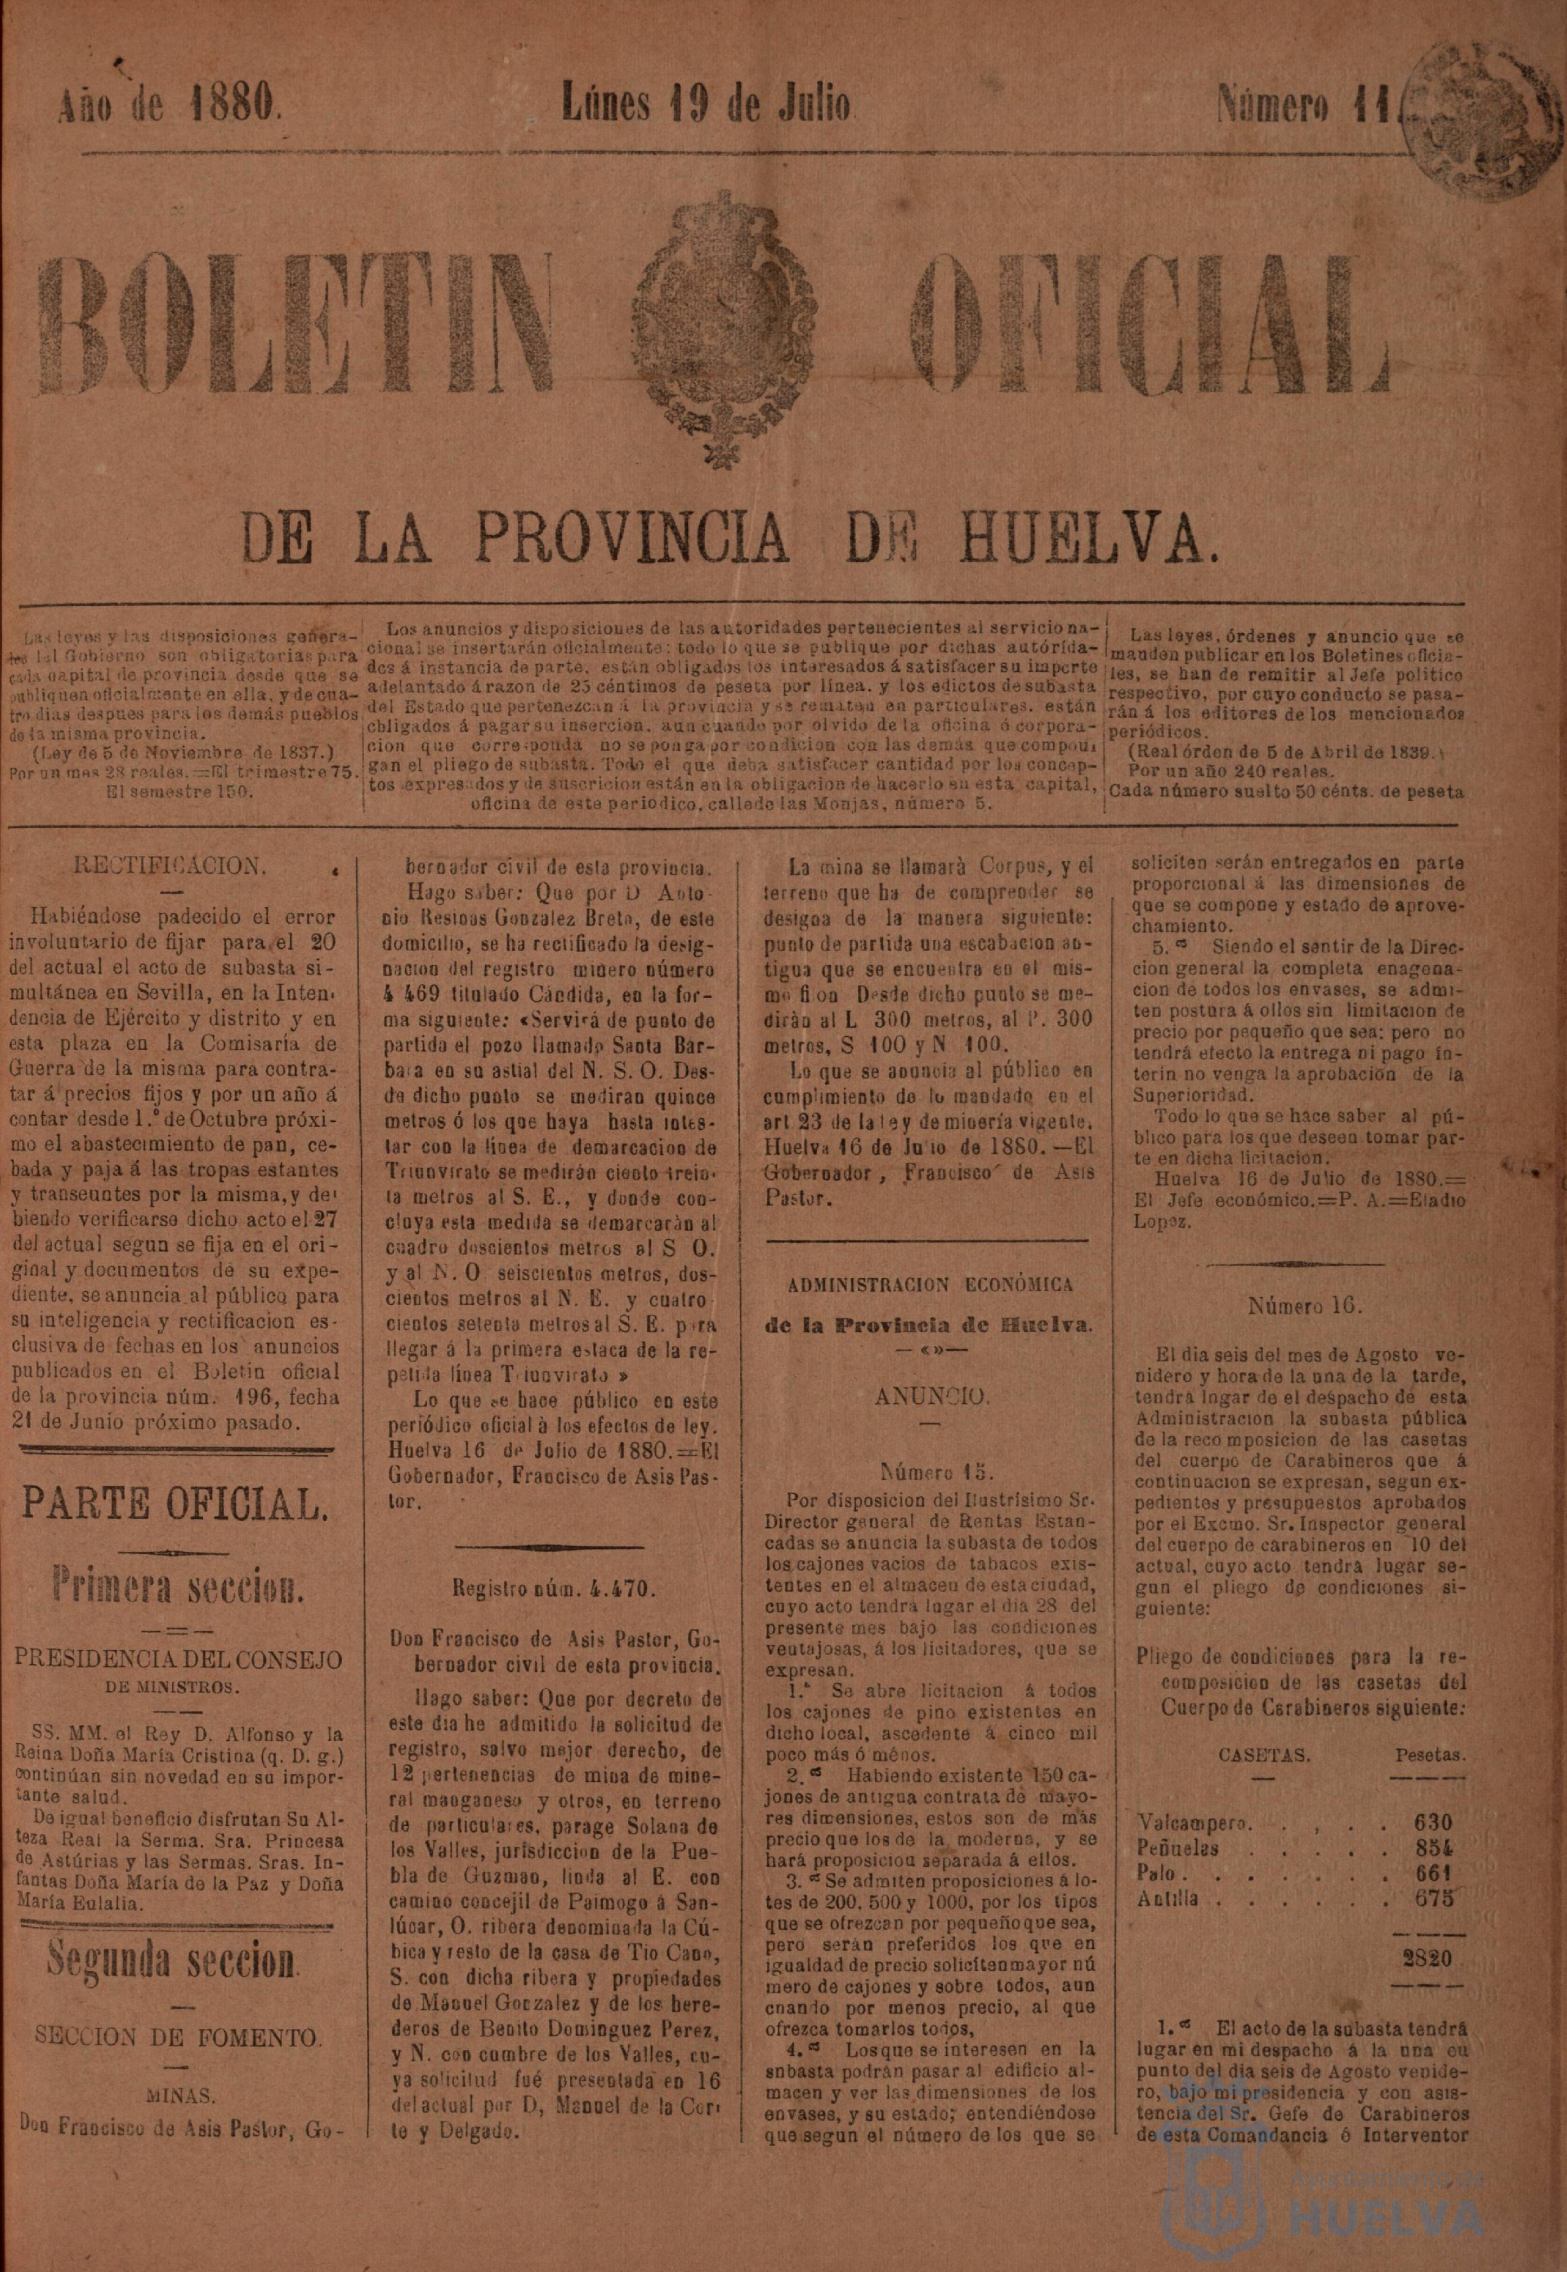 Año de 1880.
Lúnes 19 de Julio
Número 11
BOLETIN OFICIAL
DE LA PROVINCIA DE HUELVA.
Las leyes y las disposiciones genera-
les del Gobierno son obligatorias para
cada capital de provincia desde que se
publiquen oficialmente en ella, y de cua-
tro dias despues para los demás pueblos
de la misma provincia.
(Ley de 5 de Noviembre de 1837.)
Por un mes 28 reales.=El trimestre 75.
El semestre 150.
Los anuncios y disposiciones de las autoridades pertenecientes al servicio na-
cional se insertarán oficialmente; todo lo que se publique por dichas autórida-
des á instancia de parte, están obligados los interesados á satisfacer su importe
adelantado á razon de 25 céntimos de peseta por línea. y los edictos de subasta
del Estado que pertenezcan á la provincia y se rematen en particulares. están
obligados á pagar su insercion. aun cuando por olvido de la oficina ó corpora-
cion que corresponda no se ponga por condicion con las demás que compon
gan el pliego de subasta. Todo el que deba satisfacer cantidad por los concep-
tos expresados y de suscricion están en la obligacion de hacerlo en esta capital,
oficina de este periodico, calle de las Monjas, número 5.
Las leyes, órdenes y anuncio que se
manden publicar en los Boletines oficia-
les, se han de remitir al Jefe politico
respectivo, por cuyo conducto se pasa-
rán á los editores de los mencionados
periódicos.
(Real órden de 5 de Abril de 1839.)
Por un año 240 reales.
Cada número suelto 50 cénts. de peseta
RECTIFICACION.
Habiéndose padecido el error
involuntario de fijar para el 20
del actual el acto de subasta si-
multánea en Sevilla, en la Inten-
dencia de Ejército y distrito y en
esta plaza en la Comisaría de
Guerra de la misma para contra-
tar á precios fijos y por un año á
contar desde 1.º de Octubre próxi-
mo el abastecimiento de pan, ce-
bada y paja á las tropas estantes
y transeuntes por la misma, y de-
biendo verificarse dicho acto el 27
del actual segun se fija en el ori-
ginal y documentos de su expe-
diente, se anuncia al público para
su inteligencia y rectificacion es-
clusiva de fechas en los anuncios
publicados en el Boletin oficial
de la provincia núm. 196, fecha
21 de Junio próximo pasado.
PARTE OFICIAL.
Primera seccion.
PRESIDENCIA DEL CONSEJO
DE MINISTROS.
SS. MM. el Rey D. Alfonso y la
Reina Doña María Cristina (q. D. g.)
continúan sin novedad en su impor-
tante salud.
De igual beneficio disfrutan Su Al-
teza Real la Serma. Sra. Princesa
de Astúrias y las Sermas. Sras. In-
fantas Doña María de la Paz y Doña
María Eulalia.
Segunda seccion.
SECCION DE FOMENTO.
MINAS.
Don Francisco de Asis Pastor, Go-
bernador civil de esta provincia.
Hago saber: Que por D Anto-
nio Resinas Gonzalez Breto, de este
domicilio, se ha rectificado la desig-
nacion del registro minero número
4 469 titulado Cándida, en la for-
ma siguiente: «Servirá de punto de
partida el pozo llamado Santa Bar-
bara en su astial del N. S. O. Des-
de dicho punto se medirán quince
metros ó los que haya hasta intes-
tar con la línea de demarcacion de
Triunvirato se medirán ciento trein-
ta metros al S. E., y donde con-
cluya esta medida se demarcaràn al
cuadro doscientos metros al S O.
y al N. O. seiscientos metros, dos-
cientos metros al N. E. y cuatro-
cientos setenta metros al S. E. para
llegar á la primera estaca de la re-
petida línea Triunvirato »
Lo que se hace público en este
periódico oficial à los efectos de ley.
Huelva 16 de Julio de 1880.=El
Gobernador, Francisco de Asis Pas-
tor.
Registro núm. 4.470.
Don Francisco de Asis Pastor, Go-
bernador civil de esta provincia.
Hago saber: Que por decreto de
este dia he admitido la solicitud de
registro, salvo mejor derecho, de
12 pertenencias de mina de mine-
ral manganeso y otros, en terreno
de particulares, parage Solana de
los Valles, jurisdiccion de la Pue-
bla de Guzman, linda al E. con
camino concejil de Paimogo á San-
lúcar, O. ribera denominada la Cú-
bica y resto de la casa de Tio Cano,
S. con dicha ribera y propiedades
de Manuel Gonzalez y de los here-
deros de Benito Dominguez Perez,
y N. con cumbre de los Valles, cu-
ya solicitud fué presentada en 16
del actual por D, Manuel de la Cor-
te y Delgado.
La mina se llamarà Corpus, y el
terreno que ha de comprender se
designa de la manera siguiente:
punto de partida una escabacion an-
tigua que se encuentra en el mis-
mo fi on Desde dicho punto se me-
diràn al L 300 metros, al P. 300
metros, S 100 y N 100.
Lo que se anuncia al público en
cumplimiento de lo mandado en el
art. 23 de la ley de minería vigente.
Huelva 16 de Julio de 1880.—El
Gobernador, Francisco de Asis
Pastor.
ADMINISTRACION ECONÓMICA
de la Provincia de Huelva.
—«»—
ANUNCIO.
Número 15.
Por disposicion del Ilustrísimo Sr.
Director general de Rentas Estan-
cadas se anuncia la subasta de todos
los cajones vacios de tabacos exis-
tentes en el almacen de esta ciudad,
cuyo acto tendrá lugar el dia 28 del
presente mes bajo las condiciones
ventajosas, á los licitadores, que se
expresan.
1.ª Se abre licitacion á todos
los cajones de pino existentes en
dicho local, ascedente á cinco mil
poco más ó ménos.
2.ª Habiendo existente 150 ca-
jones de antigua contrata de mayo-
res dimensiones, estos son de más
precio que los de la moderna, y se
hará proposicion separada á ellos.
3.ª Se admiten proposiciones á lo-
tes de 200, 500 y 1000, por los tipos
que se ofrezcan por pequeño que sea,
pero serán preferidos los que en
igualdad de precio soliciten mayor nú
mero de cajones y sobre todos, aun
cuando por menos precio, al que
ofrezca tomarlos todos,
4.ª Los que se interesen en la
snbasta podrán pasar al edificio al-
macen y ver las dimensiones de los
envases, y su estado; entendiéndose
que segun el número de los que se
soliciten serán entregados en parte
proporcional á las dimensiones de
que se compone y estado de aprove-
chamiento.
5.ª Siendo el sentir de la Direc-
cion general la completa enagena-
cion de todos los envases, se admi-
ten postura á ellos sin limitacion de
precio por pequeño que sea; pero no
tendrá efecto la entrega ni pago ín-
terin no venga la aprobacion de la
Superioridad.
Todo lo que se hace saber al pú-
blico para los que deseen tomar par-
te en dicha licitacion.
Huelva 16 de Julio de 1880.=
El Jefe económico.=P. A.=Eladio
Lopez.
Número 16.
El dia seis del mes de Agosto ve-
nidero y hora de la una de la tarde,
tendrá lugar de el despacho de esta
Administracion la subasta pública
de la reco mposicion de las casetas
del cuerpo de Carabineros que á
continuacion se expresan, segun ex-
pedientes y presupuestos aprobados
por el Excmo. Sr. Inspector general
del cuerpo de carabineros en 10 del
actual, cuyo acto tendrá lugar se-
gun el pliego de condiciones si-
guiente:
Pliego de condiciones para la re-
composicion de las casetas del
Cuerpo de Carabineros siguiente:
CASETAS. Pesetas.
Valcampero. . , . . 630
Peñuelas . . . . . 854
Palo . . . . . . 661
Antilla . . . . . . 675
2820
1.ª El acto de la subasta tendrá
lugar en mi despacho á la una en
punto del dia seis de Agosto venide-
ro, bajo mi presidencia y con asis-
tencia del Sr. Gefe de Carabineros
de esta Comandancia ó Interventor
Ayuntamiento de
HUELVA